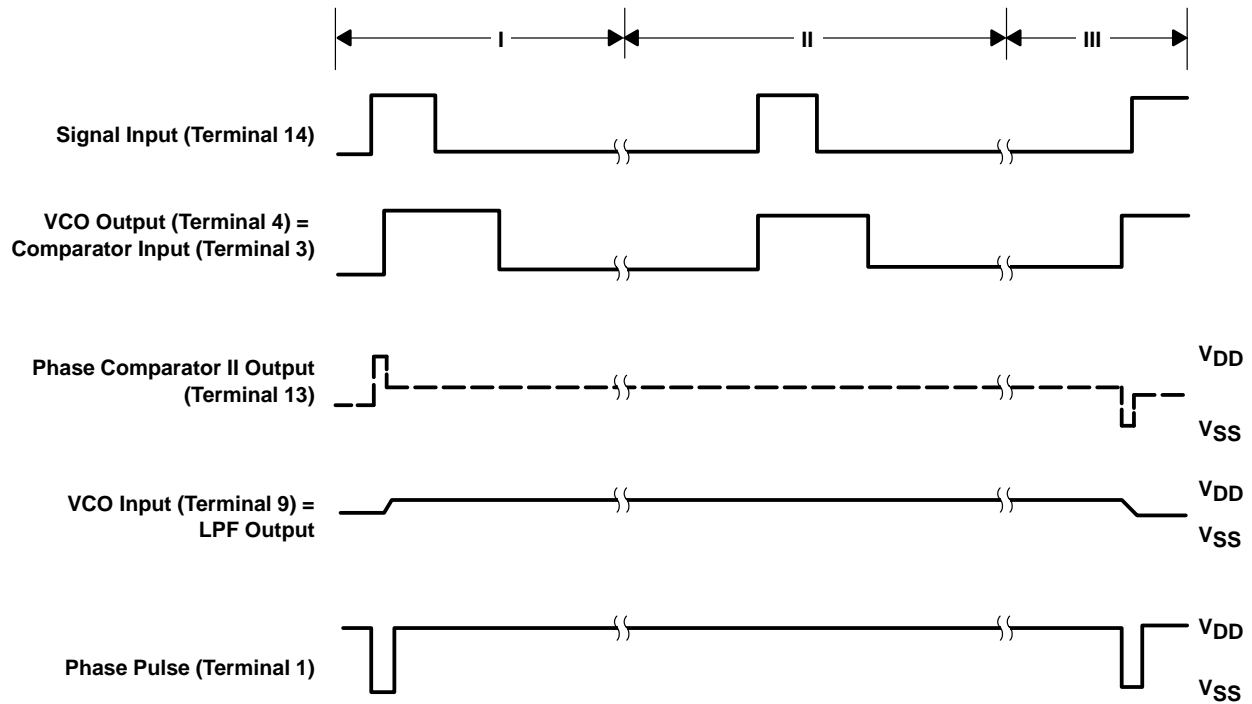 I II III
Signal Input (Terminal 14)
VCO Output (Terminal 4) =
Comparator Input (Terminal 3)
Phase Comparator II Output
(Terminal 13)
VDD
VSS
VCO Input (Terminal 9) =
LPF Output
VDD
VSS
Phase Pulse (Terminal 1)
VDD
VSS